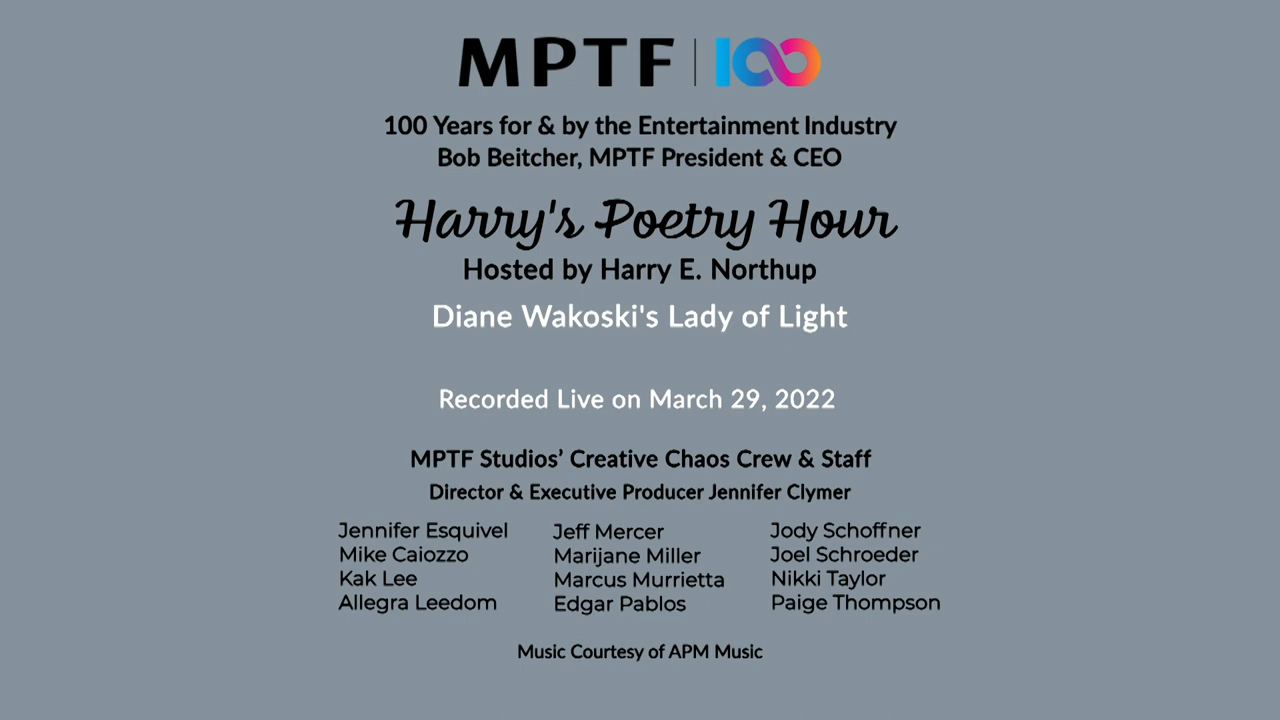 MPTF | 100
100 Years for & by the Entertainment Industry
Bob Beitcher, MPTF President & CEO
Harry's Poetry Hour
Hosted by Harry E. Northup
Diane Wakoski's Lady of Light
Recorded Live on March 29, 2022
MPTF Studios’ Creative Chaos Crew & Staff
Director & Executive Producer Jennifer Clymer
Jennifer Esquivel
Mike Caiozzo
Kak Lee
Allegra Leedom
Jeff Mercer
Marijane Miller
Marcus Murrietta
Edgar Pablos
Jody Schoffner
Joel Schroeder
Nikki Taylor
Paige Thompson
Music Courtesy of APM Music